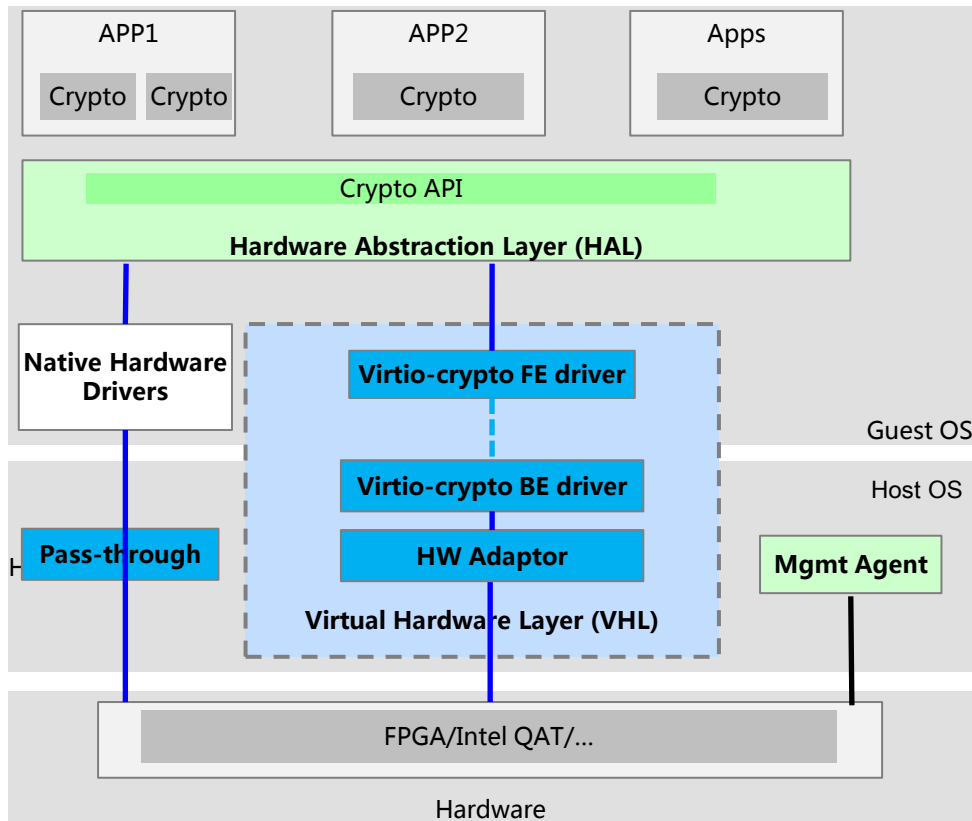 APP1
APP2
Apps
Crypto
Crypto
Crypto
Crypto
Crypto API
Hardware Abstraction Layer (HAL)
Native Hardware
Drivers
Virtio-crypto FE driver
Guest OS
Virtio-crypto BE driver
Host OS
Pass-through
HW Adaptor
Mgmt Agent
H
Virtual Hardware Layer (VHL)
FPGA/Intel QAT/...
Hardware